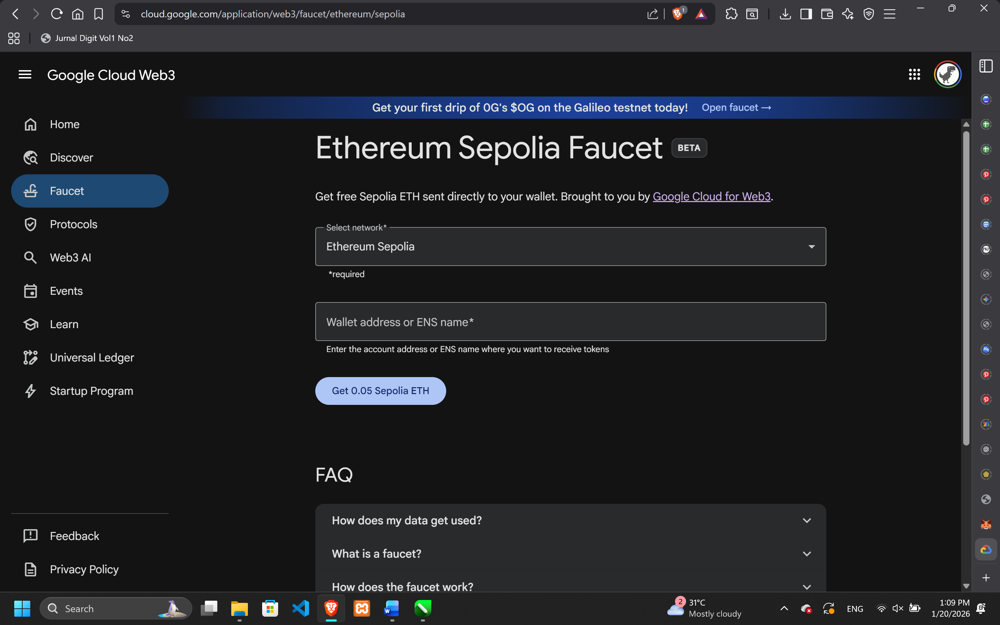 cloud.google.com/application/web3/faucet/ethereum/sepolia
1
Jurnal Digit Vol1 No2
Google Cloud Web3
Get your first drip of 0G's $OG on the Galileo testnet today! Open faucet →
Home
Discover
Faucet
Protocols
Web3 AI
Events
Learn
Universal Ledger
Startup Program
Feedback
Privacy Policy
Ethereum Sepolia Faucet BETA
Get free Sepolia ETH sent directly to your wallet. Brought to you by Google Cloud for Web3.
Select network*
Ethereum Sepolia
*required
Wallet address or ENS name*
Enter the account address or ENS name where you want to receive tokens
Get 0.05 Sepolia ETH
FAQ
How does my data get used?
What is a faucet?
How does the faucet work?
Search
2
31°C
Mostly cloudy
ENG
1:09 PM
1/20/2026